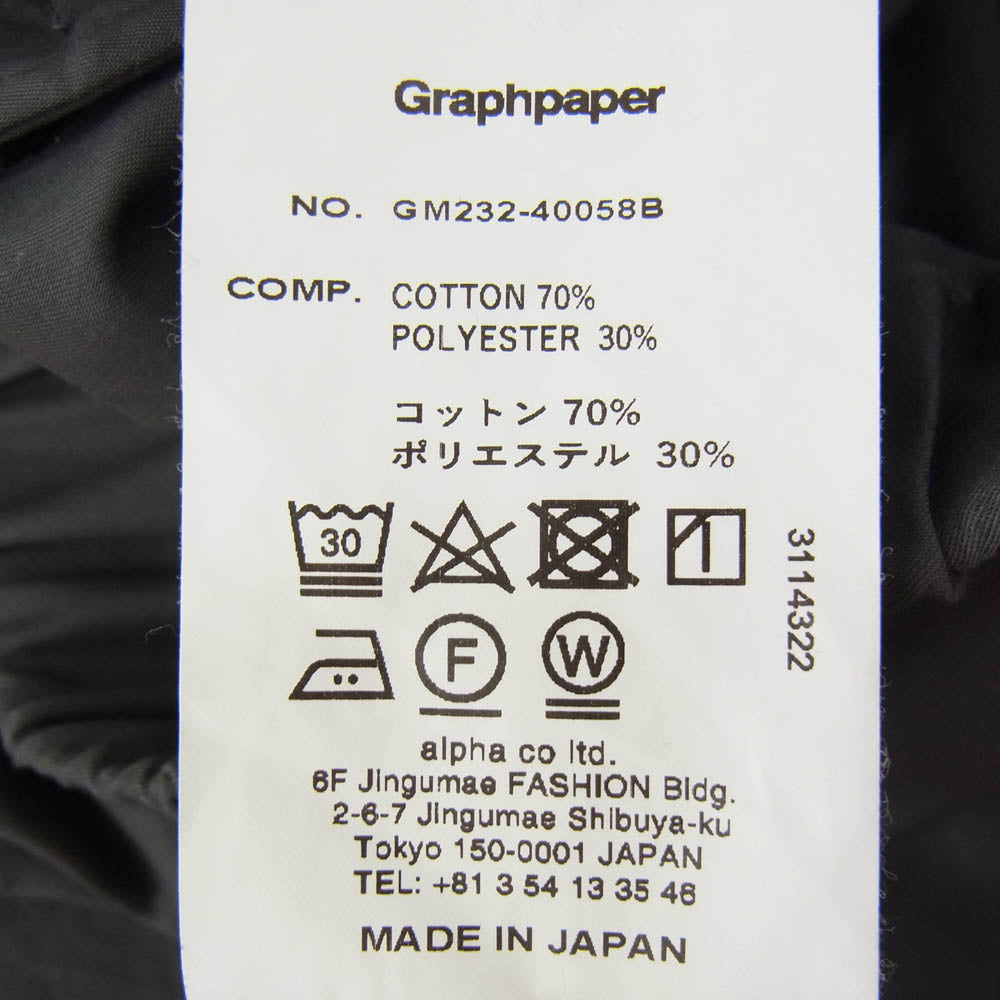 Graphpaper
NO. GM232-40058B
COMP. COTTON 70%
POLYESTER 30%
コットン 70%
ポリエステル 30%
30
F
W
3114322
alpha co ltd.
6F Jingumae FASHION Bldg.
2-6-7 Jingumae Shibuya-ku
Tokyo 150-0001 JAPAN
TEL: +81 3 54 13 35 46
MADE IN JAPAN